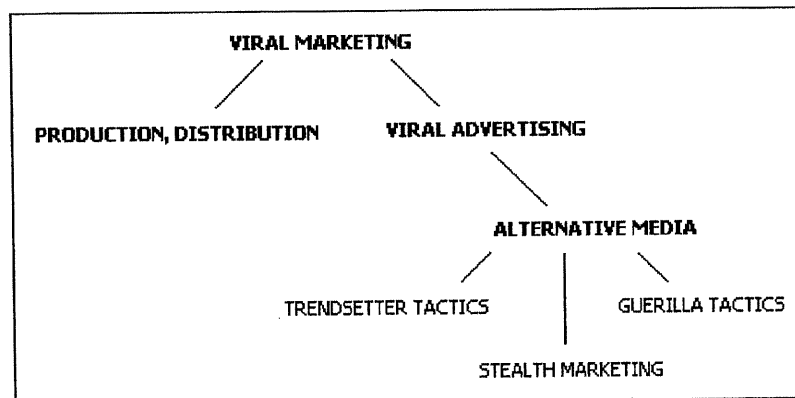 VIRAL MARKETING
PRODUCTION, DISTRIBUTION VIRAL ADVERTISING
ALTERNATIVE MEDIA
TRENDSETTER TACTICS GUERILLA TACTICS
STEALTH MARKETING